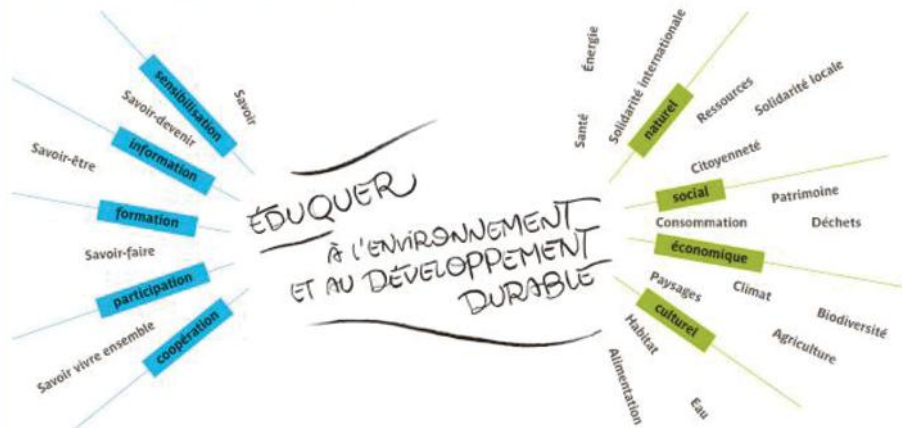 sensibilisation
Savoir
Savoir-devenir
information
Savoir-être
formation
Savoir-faire
participation
Savoir vivre ensemble
coopération
ÉDUQUER
À L'ENVIRONNEMENT
ET AU DÉVELOPPEMENT
DURABLE
Énergie
Solidarité internationale
Santé
naturel
Ressources
Solidarité locale
Citoyenneté
social
Patrimoine
Consommation
Déchets
économique
Paysages
Climat
culturel
Biodiversité
Agriculture
Habitat
Alimentation
Eau